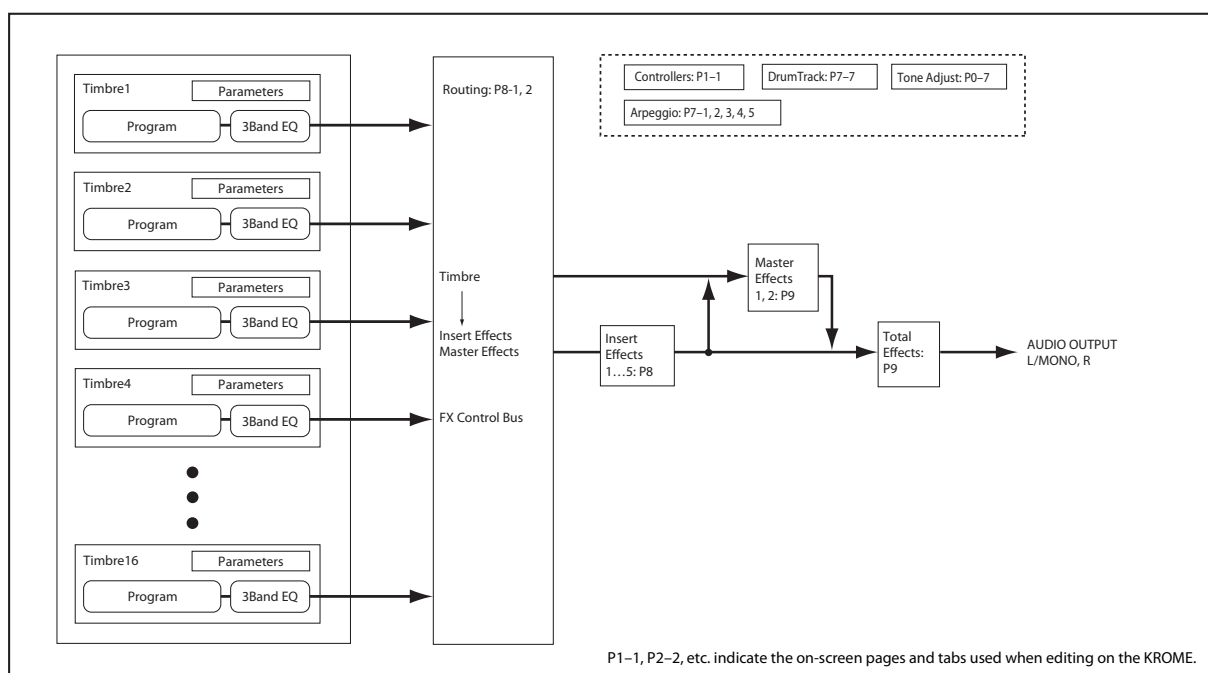 Timbre1
Parameters
Program
3Band EQ
Timbre2
Parameters
Program
3Band EQ
Timbre3
Parameters
Program
3Band EQ
Timbre4
Parameters
Program
3Band EQ
Timbre16
Parameters
Program
3Band EQ
Routing: P8-1, 2
Timbre
Insert Effects
Master Effects
FX Control Bus
Controllers: P1–1
DrumTrack: P7–7
Tone Adjust: P0–7
Arpeggio: P7–1, 2, 3, 4, 5
Master
Effects
1, 2: P9
Insert
Effects
1...5: P8
Total
Effects:
P9
AUDIO OUTPUT
L/MONO, R
P1–1, P2–2, etc. indicate the on-screen pages and tabs used when editing on the KROME.